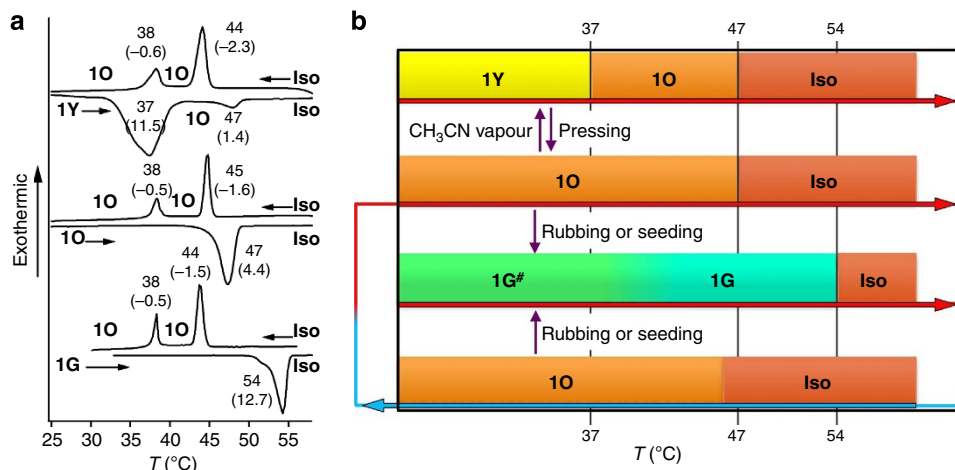 a
38
(–0.6)
44
(–2.3)
1O
1O
Iso
1Y
37
(11.5)
1O
47
(1.4)
Iso
38
(–0.5)
45
(–1.6)
1O
1O
Iso
1O
47
(4.4)
Iso
44
(–1.5)
38
(–0.5)
1O
1O
Iso
1G
54
(12.7)
Iso
Exothermic
25 30 35 40 45 50 55
T (°C)
b
37 47 54
1Y 1O Iso
CH₃CN vapour Pressing
1O Iso
Rubbing or seeding
1G# 1G Iso
Rubbing or seeding
1O Iso
37 47 54
T (°C)